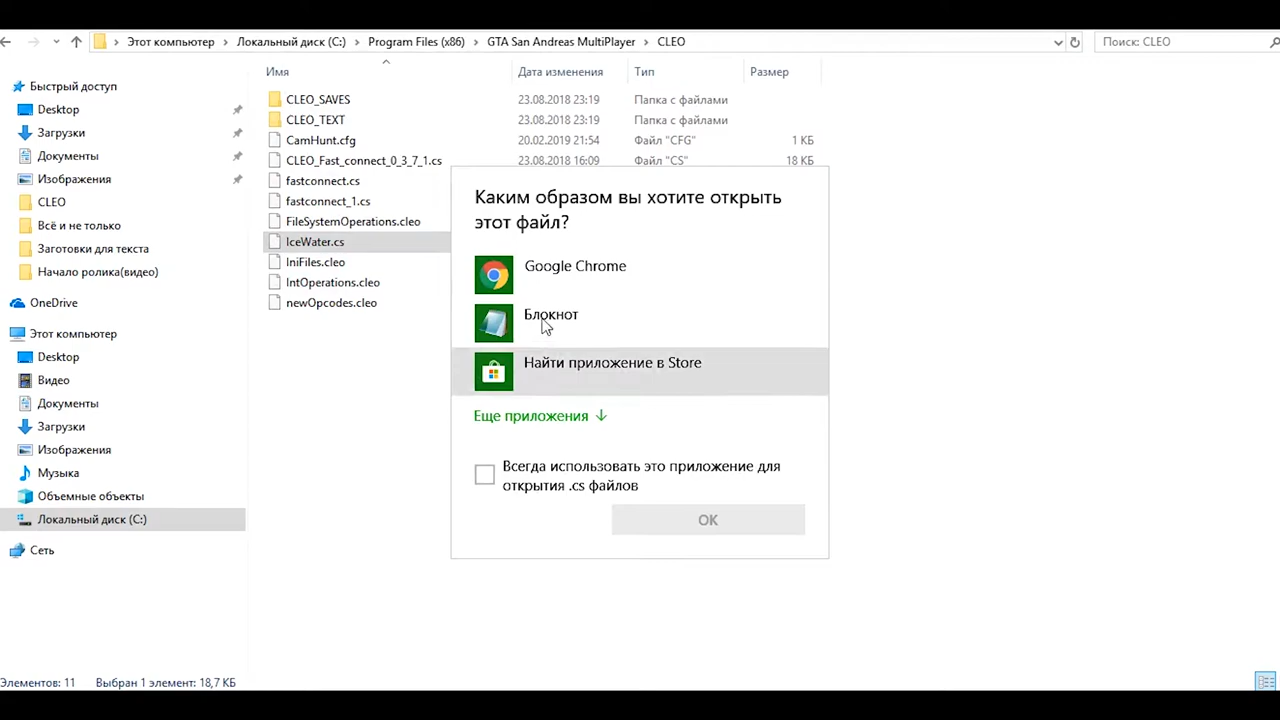 Этот компьютер > Локальный диск (C:) > Program Files (x86) > GTA San Andreas MultiPlayer > CLEO
Поиск: CLEO
Имя Дата изменения Тип Размер
Быстрый доступ
Desktop
Загрузки
Документы
Изображения
CLEO
Всё и не только
Заготовки для текста
Начало ролика(видео)
OneDrive
Этот компьютер
Desktop
Видео
Документы
Загрузки
Изображения
Музыка
Объемные объекты
Локальный диск (C:)
Сеть
CLEO_SAVES 23.08.2018 23:19 Папка с файлами
CLEO_TEXT 23.08.2018 23:19 Папка с файлами
CamHunt.cfg 20.02.2019 21:54 Файл "CFG" 1 КБ
CLEO_Fast_connect_0_3_7_1.cs 23.08.2018 16:09 Файл "CS" 18 КБ
fastconnect.cs
fastconnect_1.cs
FileSystemOperations.cleo
IceWater.cs
IniFiles.cleo
IntOperations.cleo
newOpcodes.cleo
Каким образом вы хотите открыть
этот файл?
Google Chrome
Блокнот
Найти приложение в Store
Еще приложения
Всегда использовать это приложение для
открытия .cs файлов
OK
Элементов: 11 Выбран 1 элемент: 18,7 КБ